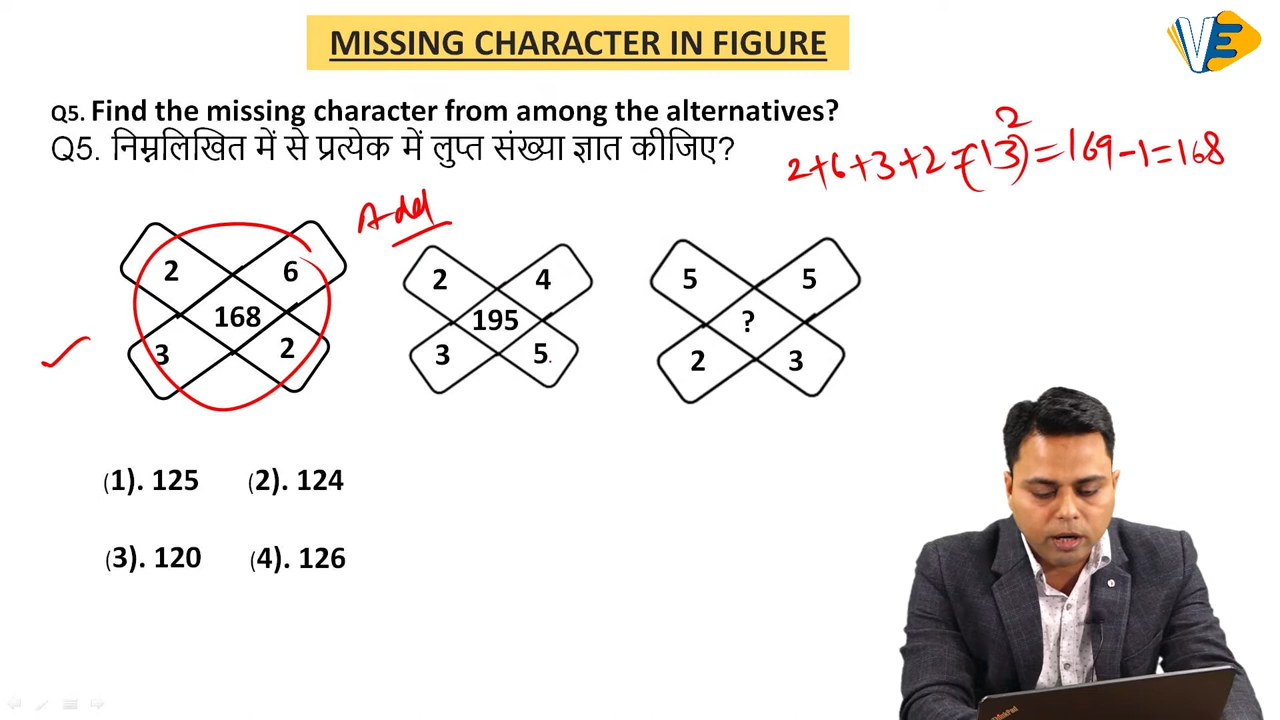 MISSING CHARACTER IN FIGURE
VE
Q5. Find the missing character from among the alternatives?
Q5. निम्नलिखित में से प्रत्येक में लुप्त संख्या ज्ञात कीजिए?
2+6+3+2=(13)²=169-1=168
Add
2 6
168
3 2
2 4
195
3 5
5 5
?
2 3
(1). 125 (2). 124
(3). 120 (4). 126
ThinkPad